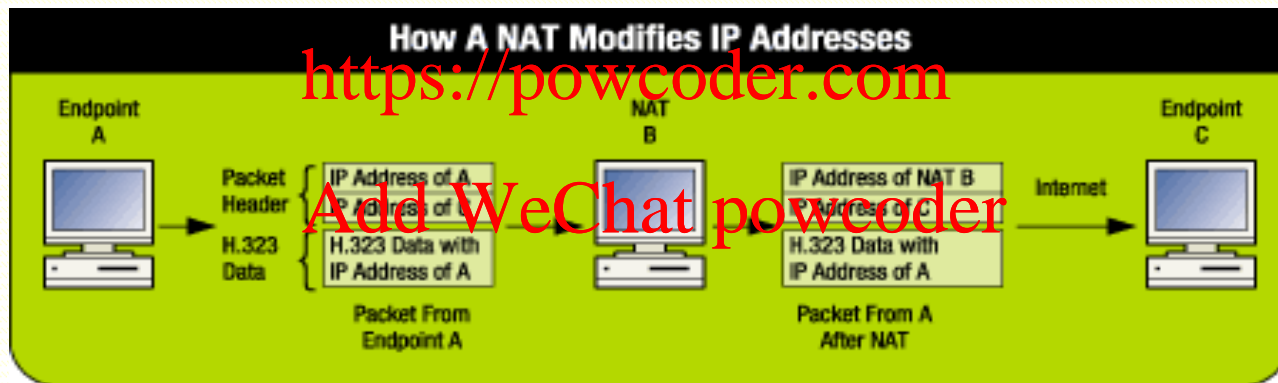 How A NAT Modifies IP Addresses
https://powcoder.com
Endpoint
A
NAT
B
Endpoint
C
Packet
Header
IP Address of A
IP Address of C
IP Address of NAT B
IP Address of C
Internet
Add WeChat powcoder
H.323
Data
H.323 Data with
IP Address of A
H.323 Data with
IP Address of A
Packet From
Endpoint A
Packet From A
After NAT